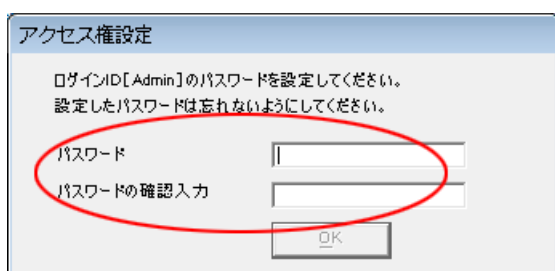 アクセス権設定
ログインID[Admin]のパスワードを設定してください。
設定したパスワードは忘れないようにしてください。
パスワード
パスワードの確認入力
OK